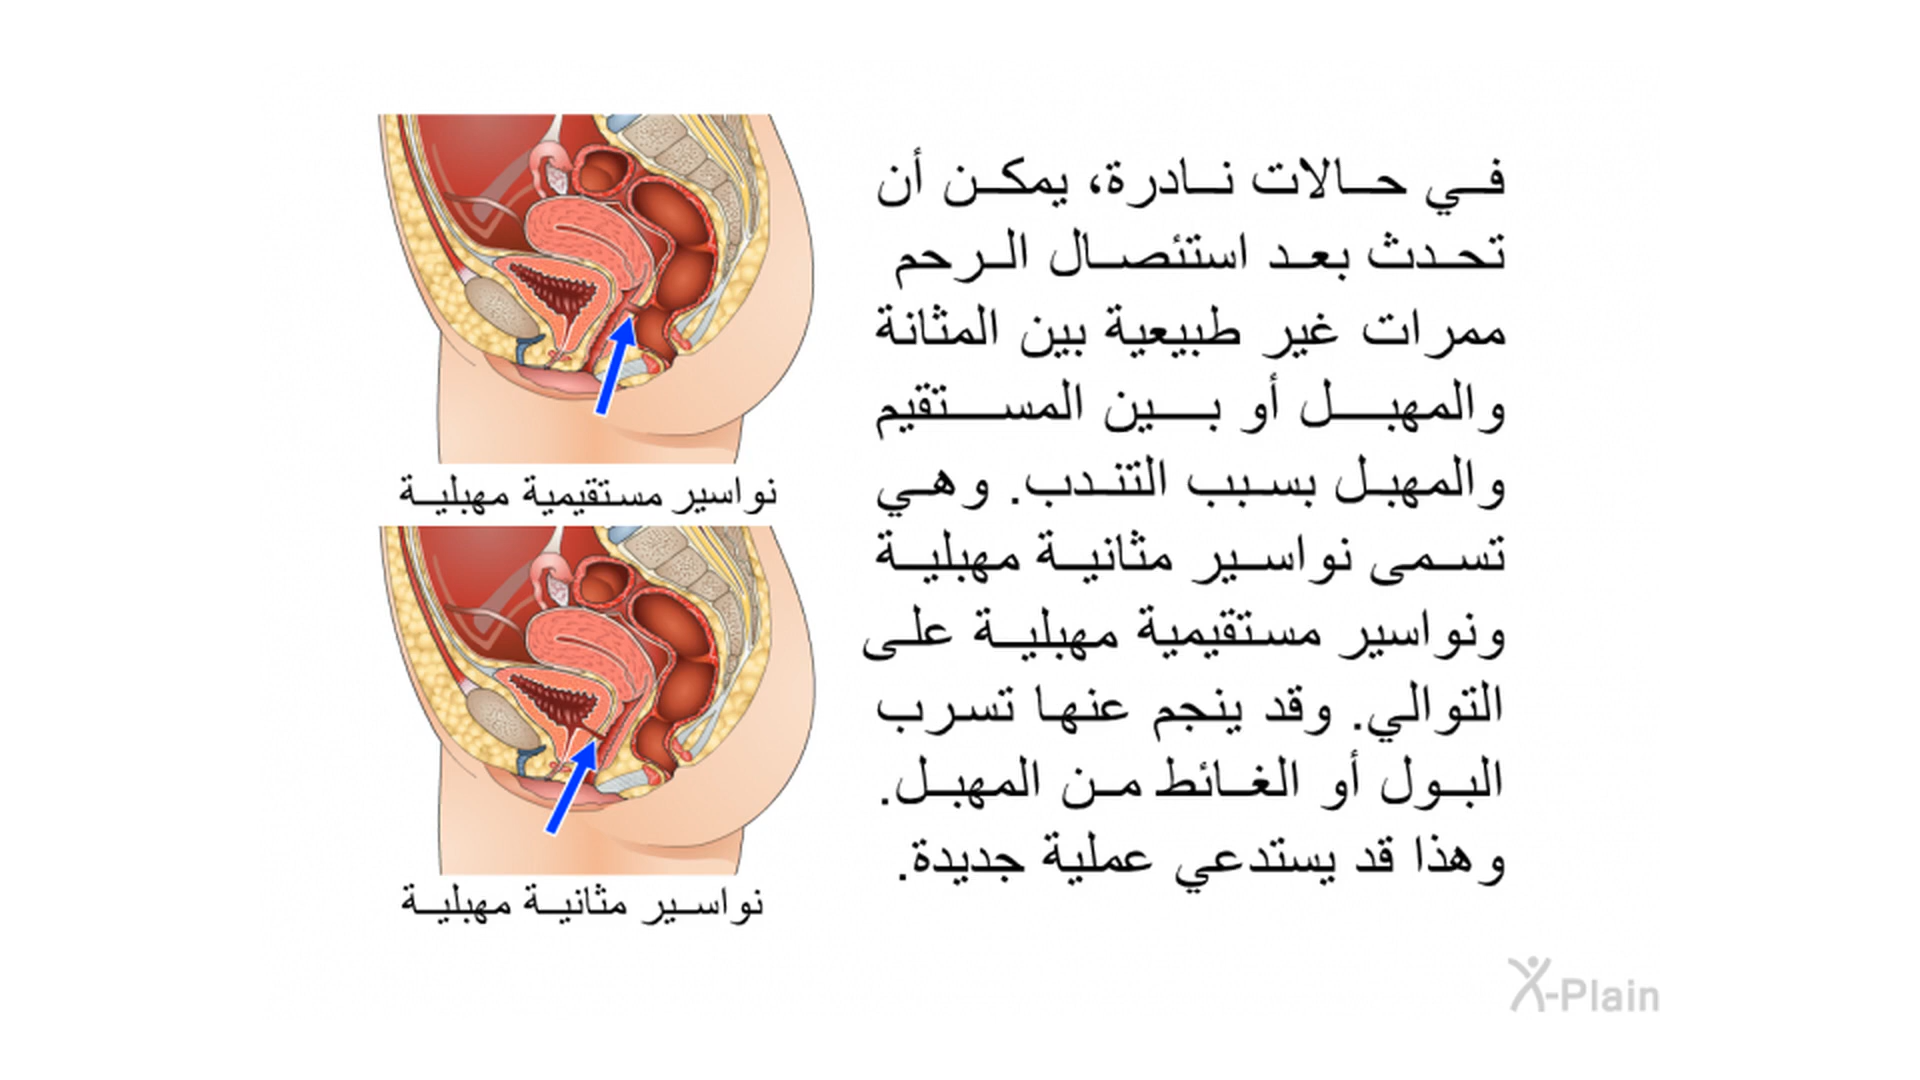 في حالات نادرة، يمكن أن
تحدث بعد استئصال الرحم
ممرات غير طبيعية بين المثانة
والمهبل أو بين المستقيم
والمهبل بسبب التندب. وهي
تسمى نواسير مثانية مهبلية
ونواسير مستقيمية مهبلية على
التوالي. وقد ينجم عنها تسرب
البول أو الغائط من المهبل.
وهذا قد يستدعي عملية جديدة.
نواسير مستقيمية مهبلية
نواسير مثانية مهبلية
X-Plain